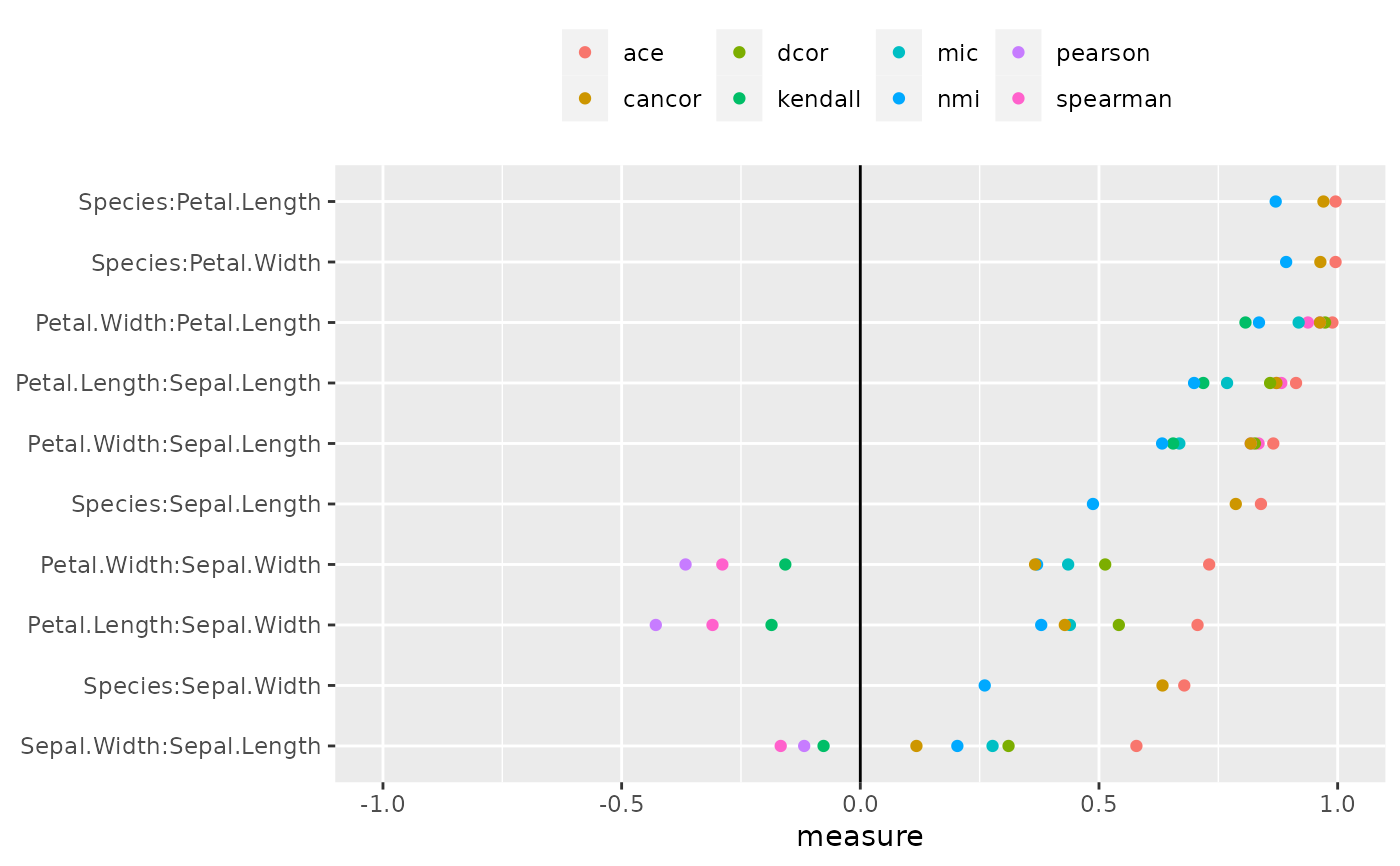 ace dcor mic pearson
cancor kendall nmi spearman
Species:Petal.Length
Species:Petal.Width
Petal.Width:Petal.Length
Petal.Length:Sepal.Length
Petal.Width:Sepal.Length
Species:Sepal.Length
Petal.Width:Sepal.Width
Petal.Length:Sepal.Width
Species:Sepal.Width
Sepal.Width:Sepal.Length
-1.0 -0.5 0.0 0.5 1.0
measure